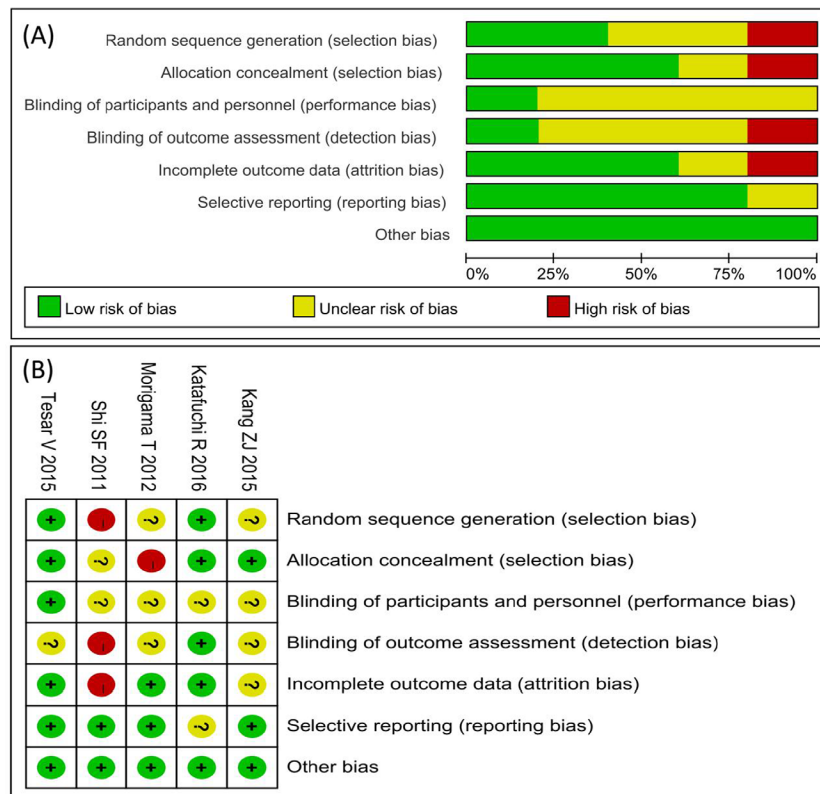 (A)
Random sequence generation (selection bias)
Allocation concealment (selection bias)
Blinding of participants and personnel (performance bias)
Blinding of outcome assessment (detection bias)
Incomplete outcome data (attrition bias)
Selective reporting (reporting bias)
Other bias
0% 25% 50% 75% 100%
Low risk of bias Unclear risk of bias High risk of bias
(B)
Tesar V 2015
Shi SF 2011
Morigama T 2012
Katafuchi R 2016
Kang ZJ 2015
+ - ? + ? Random sequence generation (selection bias)
+ ? - + + Allocation concealment (selection bias)
+ ? ? ? ? Blinding of participants and personnel (performance bias)
? - ? + ? Blinding of outcome assessment (detection bias)
+ - + + ? Incomplete outcome data (attrition bias)
+ + + ? + Selective reporting (reporting bias)
+ + + + + Other bias